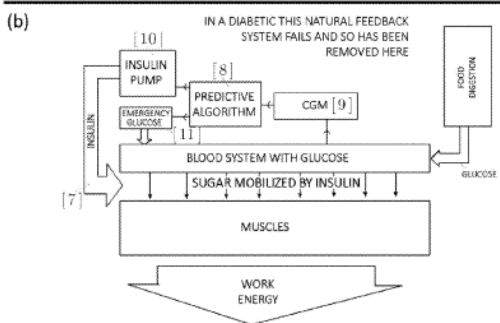 (b)
IN A DIABETIC THIS NATURAL FEEDBACK
SYSTEM FAILS AND SO HAS BEEN
REMOVED HERE
[10]
INSULIN
PUMP
[8]
PREDICTIVE
ALGORITHM
CGM [9]
FOOD
DIGESTION
EMERGENCY
GLUCOSE
[11]
INSULIN
BLOOD SYSTEM WITH GLUCOSE
GLUCOSE
[7]
SUGAR MOBILIZED BY INSULIN
MUSCLES
WORK
ENERGY